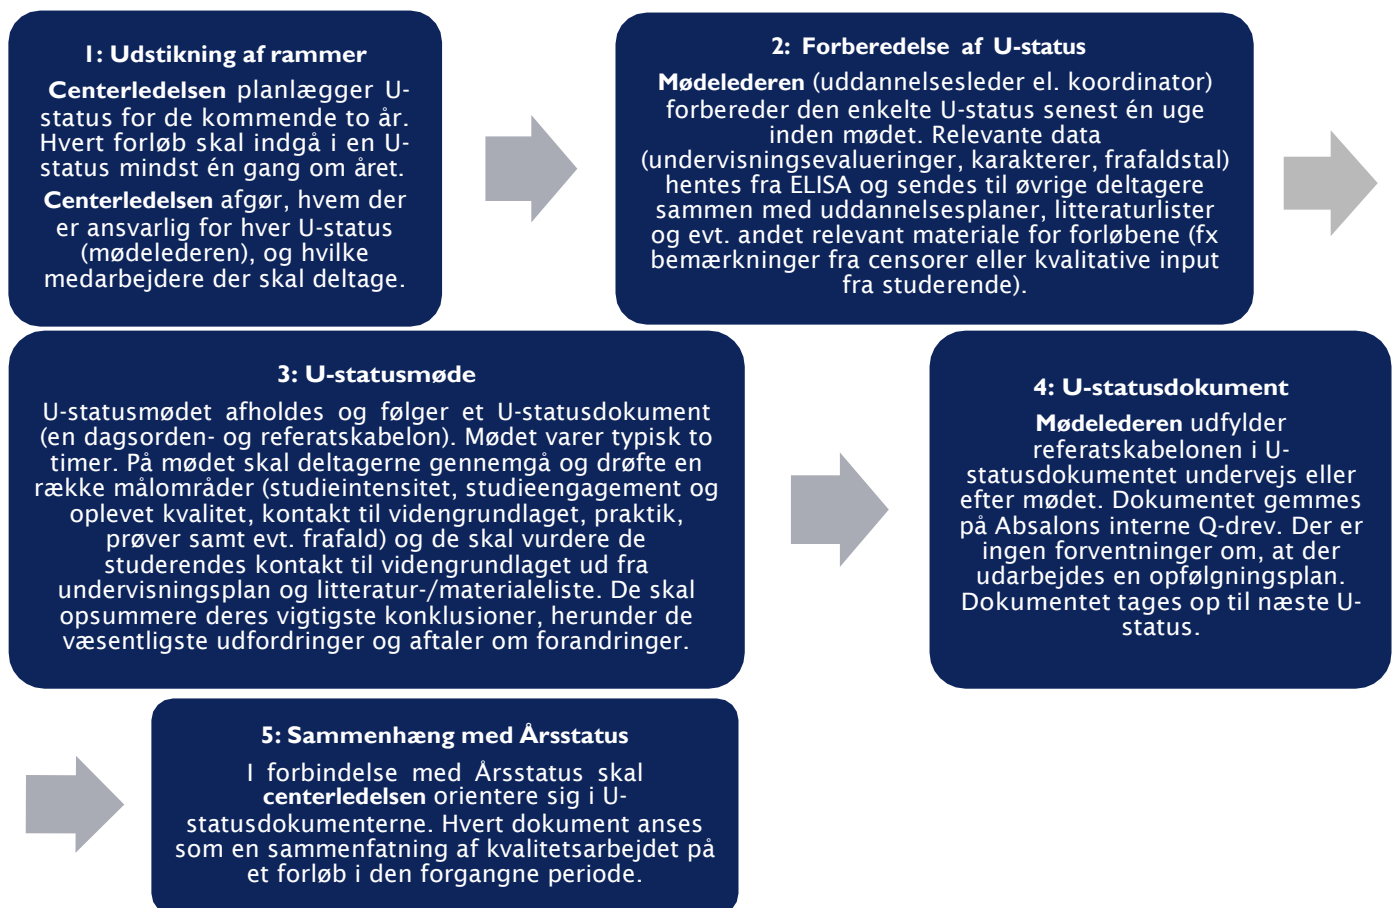 1: Udstikning af rammer
Centerledelsen planlægger U-
status for de kommende to år.
Hvert forløb skal indgå i en U-
status mindst én gang om året.
Centerledelsen afgør, hvem der
er ansvarlig for hver U-status
(mødelederen), og hvilke
medarbejdere der skal deltage.
2: Forberedelse af U-status
Mødelederen (uddannelsesleder el. koordinator)
forbereder den enkelte U-status senest én uge
inden mødet. Relevante data
(undervisningsevalueringer, karakterer, frafaldstal)
hentes fra ELISA og sendes til øvrige deltagere
sammen med uddannelsesplaner, litteraturlister
og evt. andet relevant materiale for forløbene (fx
bemærkninger fra censorer eller kvalitative input
fra studerende).
3: U-statusmøde
U-statusmødet afholdes og følger et U-statusdokument
(en dagsorden- og referatskabelon). Mødet varer typisk to
timer. På mødet skal deltagerne gennemgå og drøfte en
række målområder (studieintensitet, studieengagement og
oplevet kvalitet, kontakt til videngrundlaget, praktik,
prøver samt evt. frafald) og de skal vurdere de
studerendes kontakt til videngrundlaget ud fra
undervisningsplan og litteratur-/materialeliste. De skal
opsummere deres vigtigste konklusioner, herunder de
væsentligste udfordringer og aftaler om forandringer.
4: U-statusdokument
Mødelederen udfylder
referatskabelonen i U-
statusdokumentet undervejs eller
efter mødet. Dokumentet gemmes
på Absalons interne Q-drev. Der er
ingen forventninger om, at der
udarbejdes en opfølgningsplan.
Dokumentet tages op til næste U-
status.
5: Sammenhæng med Årsstatus
I forbindelse med Årsstatus skal
centerledelsen orientere sig i U-
statusdokumenterne. Hvert dokument anses
som en sammenfatning af kvalitetsarbejdet på
et forløb i den forgangne periode.